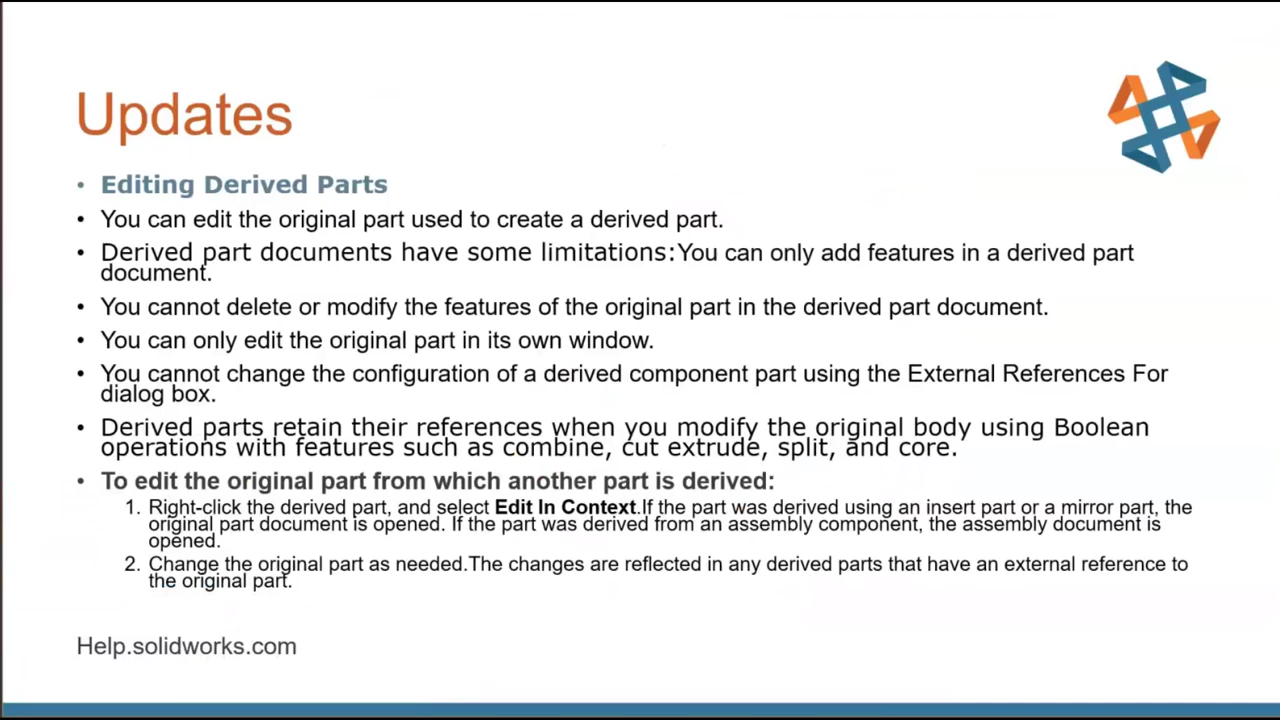 Updates
• Editing Derived Parts
• You can edit the original part used to create a derived part.
• Derived part documents have some limitations:You can only add features in a derived part
document.
• You cannot delete or modify the features of the original part in the derived part document.
• You can only edit the original part in its own window.
• You cannot change the configuration of a derived component part using the External References For
dialog box.
• Derived parts retain their references when you modify the original body using Boolean
operations with features such as combine, cut extrude, split, and core.
• To edit the original part from which another part is derived:
1. Right-click the derived part, and select Edit In Context.If the part was derived using an insert part or a mirror part, the
original part document is opened. If the part was derived from an assembly component, the assembly document is
opened.
2. Change the original part as needed.The changes are reflected in any derived parts that have an external reference to
the original part.
Help.solidworks.com